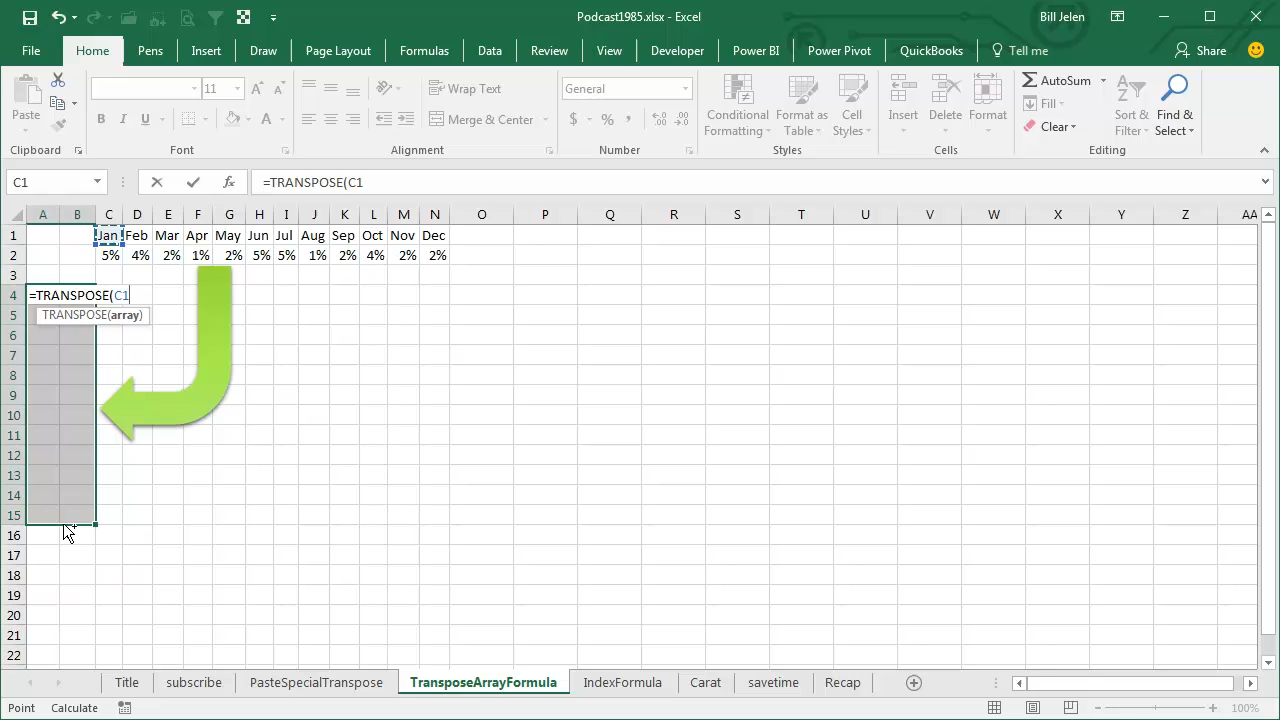 Podcast1985.xlsx - Excel
Bill Jelen
File Home Pens Insert Draw Page Layout Formulas Data Review View Developer Power BI Power Pivot QuickBooks Tell me Share
Paste
Clipboard
11
B I U
A A
A
Font
Wrap Text
Merge & Center
Alignment
General
$ % ,
Number
Conditional Formatting
Format as Table
Cell Styles
Styles
Insert Delete Format
Cells
AutoSum
Fill
Clear
Sort & Filter
Find & Select
Editing
C1
fx
=TRANSPOSE(C1
A B C D E F G H I J K L M N O P Q R S T U V W X Y Z AA
1 Jan Feb Mar Apr May Jun Jul Aug Sep Oct Nov Dec
2 5% 4% 2% 1% 2% 5% 5% 1% 2% 4% 2% 2%
3
4 =TRANSPOSE(C1
5 TRANSPOSE(array)
6
7
8
9
10
11
12
13
14
15
16
17
18
19
20
21
22
Title subscribe PasteSpecialTranspose TransposeArrayFormula IndexFormula Carat savetime Recap
Point Calculate 100%